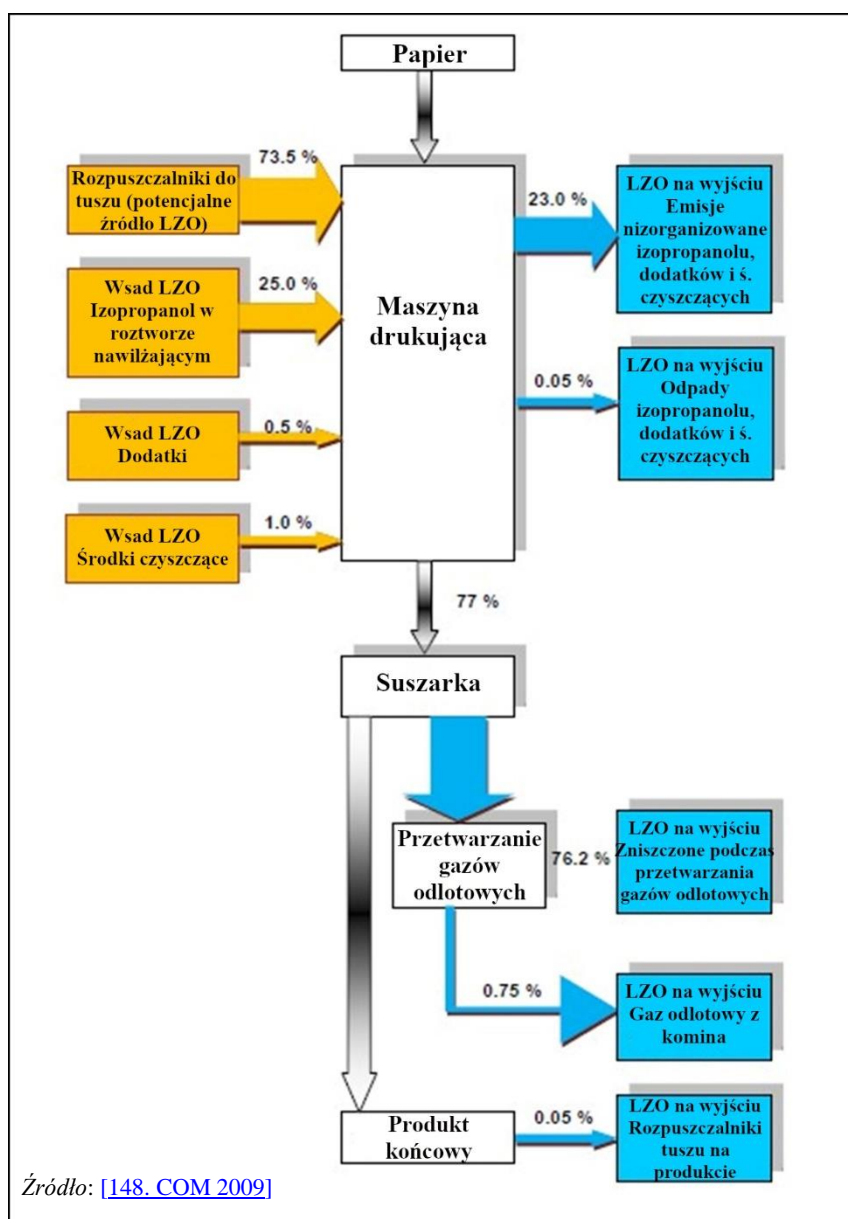 Papier
73.5 %
Rozpuszczalniki do
tuszu (potencjalne
źródło LZO)
25.0 %
Wsad LZO
Izopropanol w
roztworze
nawilżającym
0.5 %
Wsad LZO
Dodatki
1.0 %
Wsad LZO
Środki czyszczące
Maszyna
drukująca
23.0 %
LZO na wyjściu
Emisje
nizorganizowane
izopropanolu,
dodatków i ś.
czyszczących
0.05 %
LZO na wyjściu
Odpady
izopropanolu,
dodatków i ś.
czyszczących
77 %
Suszarka
Przetwarzanie
gazów
odlotowych
76.2 %
LZO na wyjściu
Zniszczone podczas
przetwarzania
gazów odlotowych
0.75 %
LZO na wyjściu
Gaz odlotowy z
komina
Produkt
końcowy
0.05 %
LZO na wyjściu
Rozpuszczalniki
tuszu na
produkcie
Źródło: [148. COM 2009]